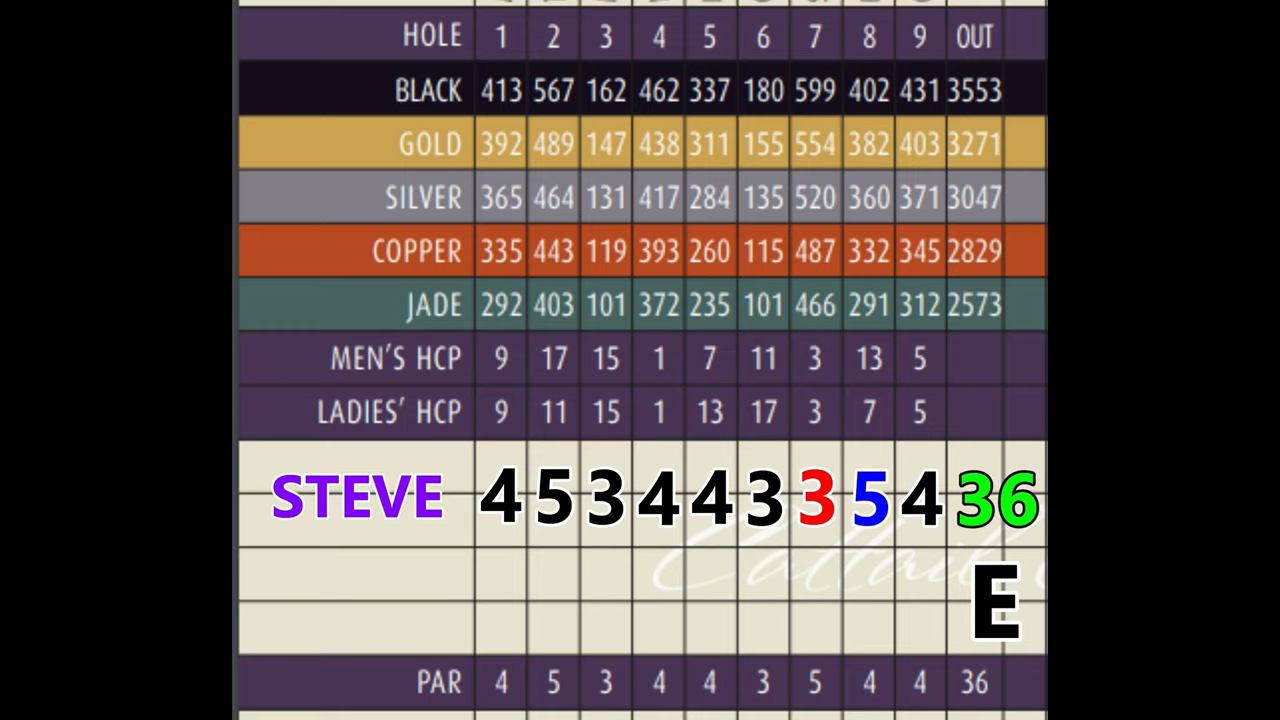 HOLE 1 2 3 4 5 6 7 8 9 OUT
BLACK 413 567 162 462 337 180 599 402 431 3553
GOLD 392 489 147 438 311 155 554 382 403 3271
SILVER 365 464 131 417 284 135 520 360 371 3047
COPPER 335 443 119 393 260 115 487 332 345 2829
JADE 292 403 101 372 235 101 466 291 312 2573
MEN'S HCP 9 17 15 1 7 11 3 13 5
LADIES' HCP 9 11 15 1 13 17 3 7 5
STEVE 4 5 3 4 4 3 3 5 4 36
Cattail
E
PAR 4 5 3 4 4 3 5 4 4 36